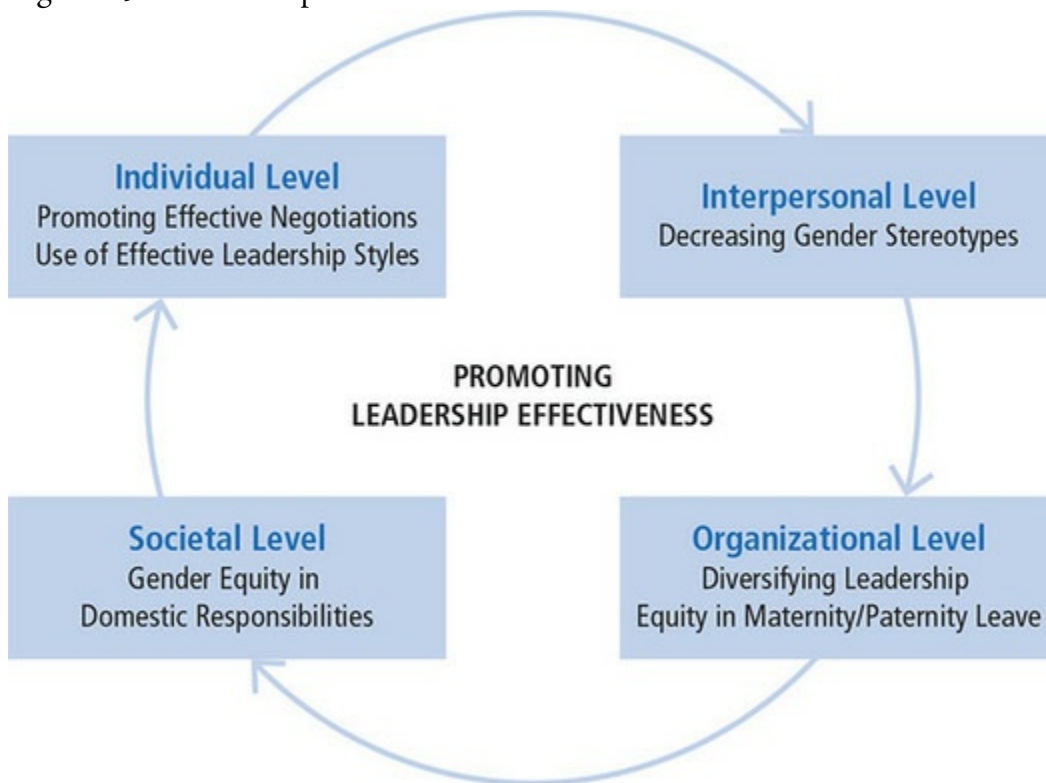 Individual Level
Promoting Effective Negotiations
Use of Effective Leadership Styles
Interpersonal Level
Decreasing Gender Stereotypes
PROMOTING
LEADERSHIP EFFECTIVENESS
Societal Level
Gender Equity in
Domestic Responsibilities
Organizational Level
Diversifying Leadership
Equity in Maternity/Paternity Leave